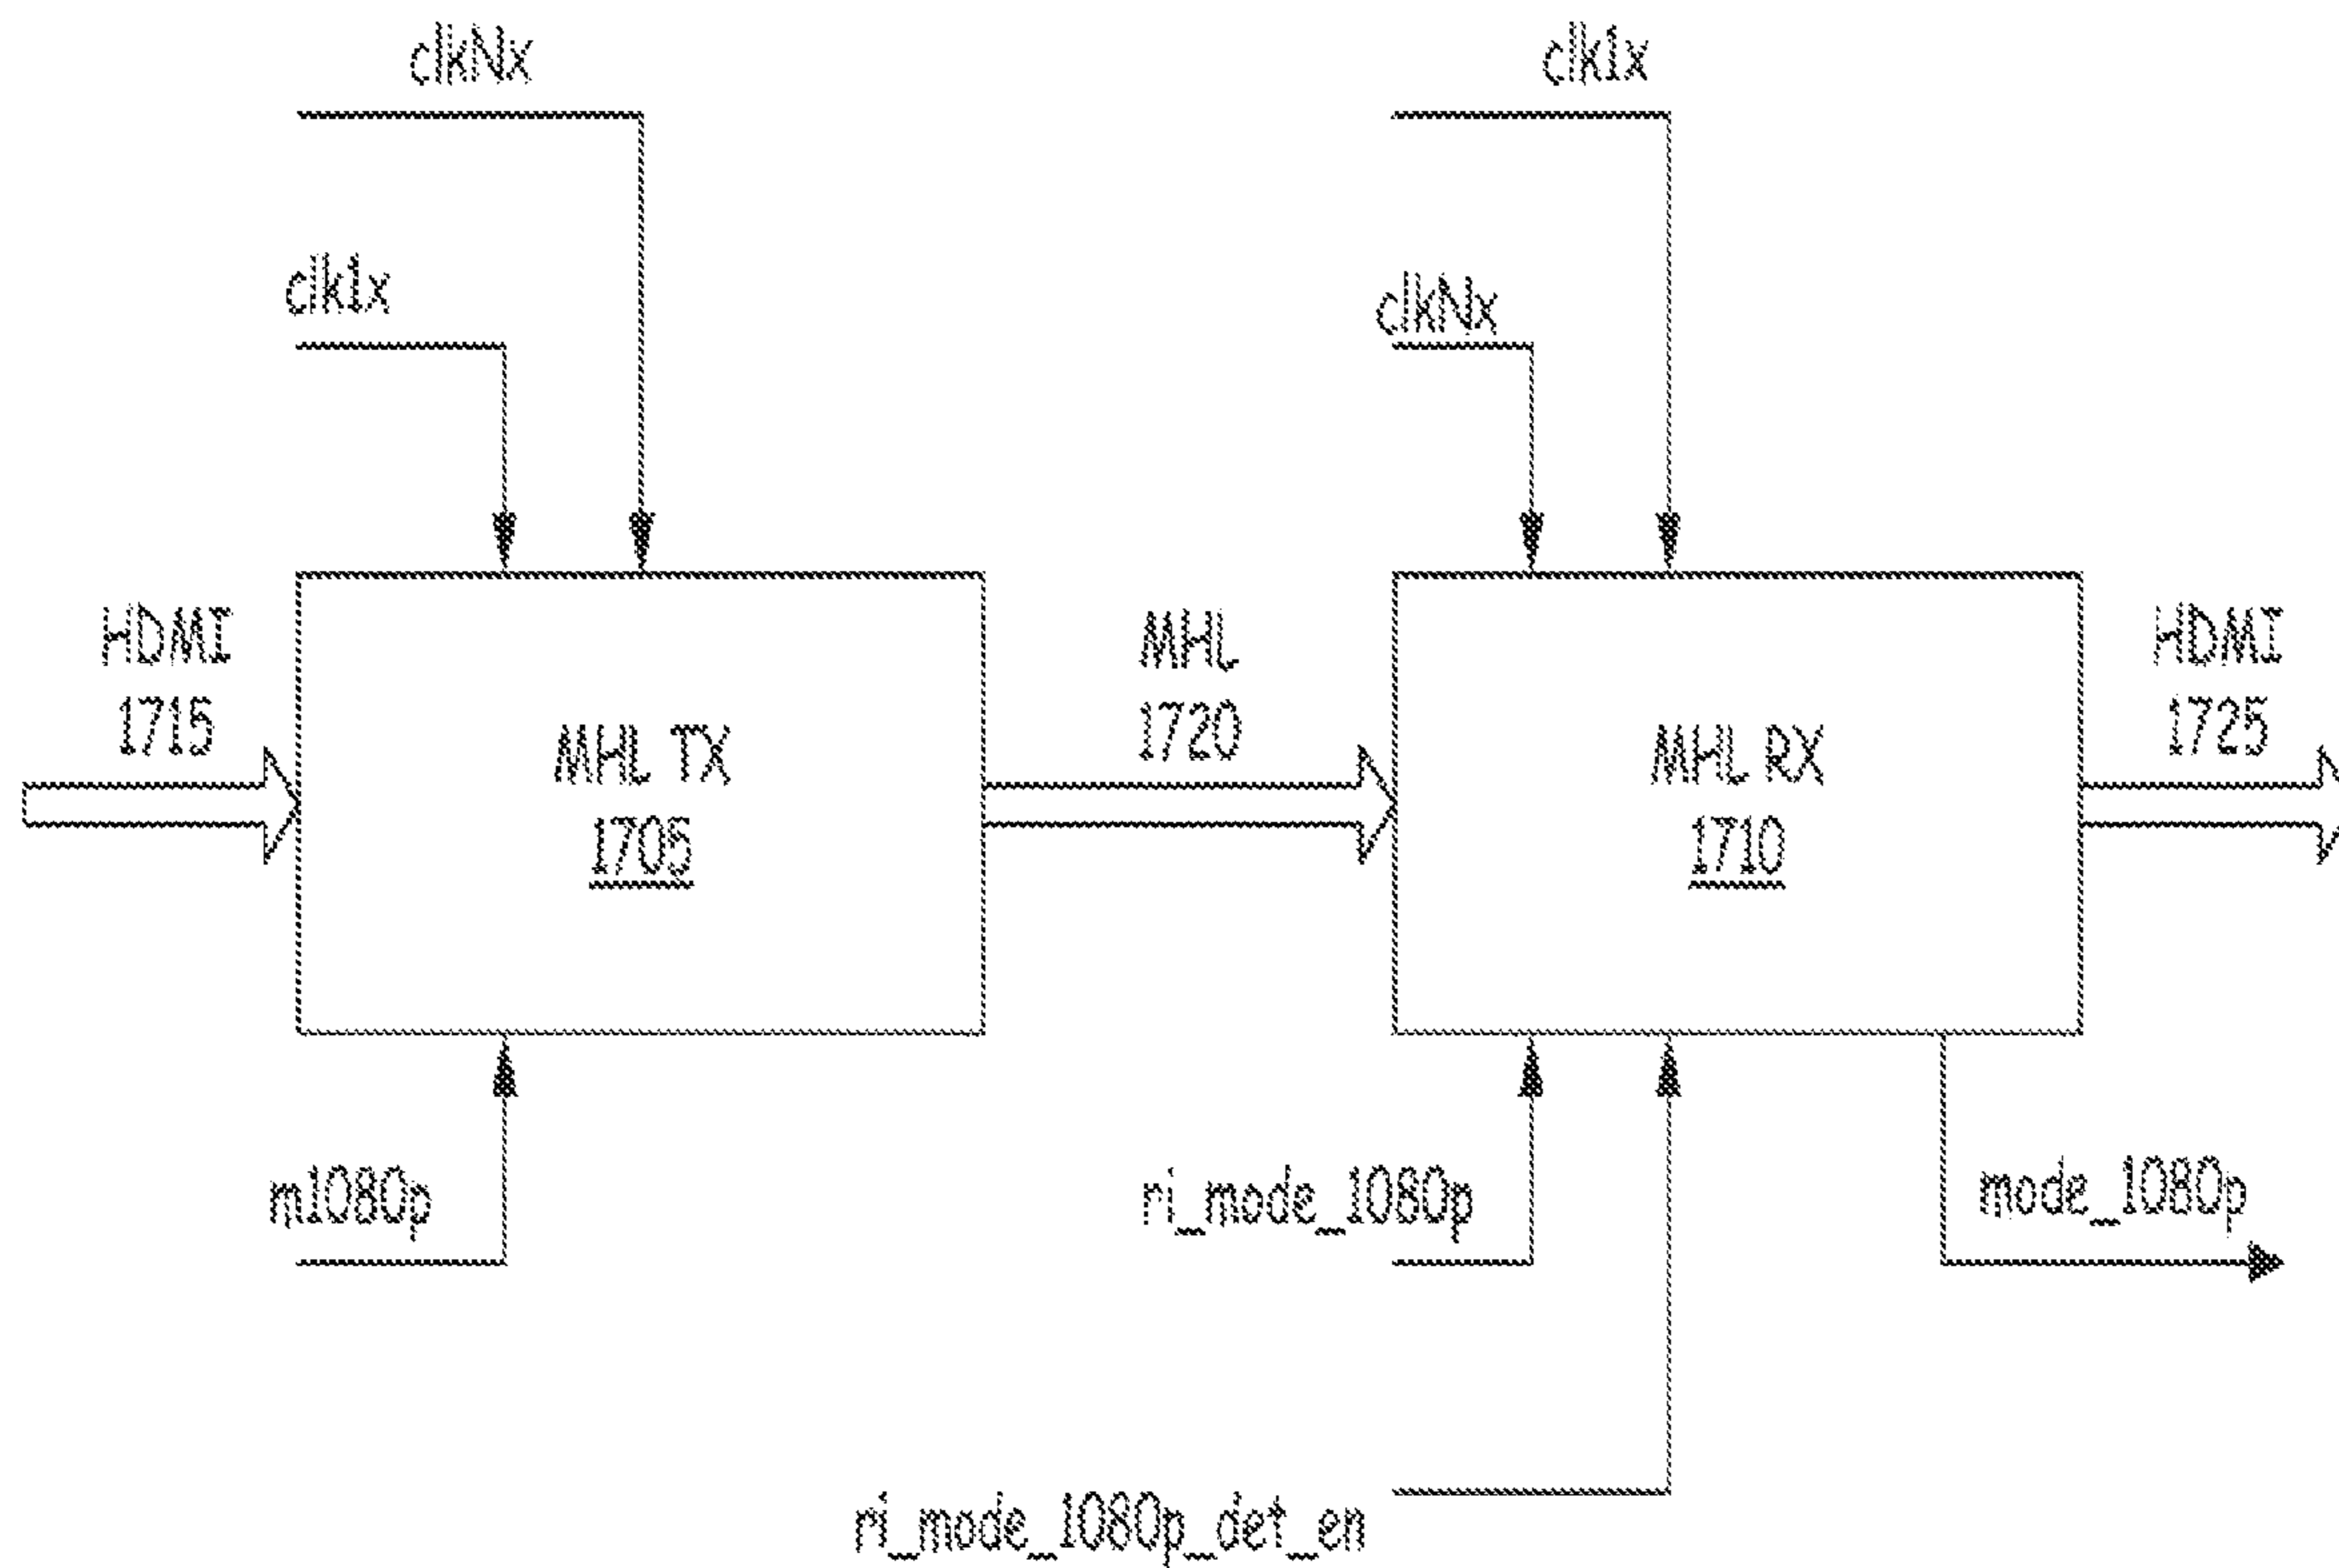 clkNx
clk1x
clk1x
clkNx
HDMI
1715
MHL TX
1705
MHL
1720
MHL RX
1710
HDMI
1725
m1080p
ri_mode_1080p
mode_1080p
ri_mode_1080p_det_en